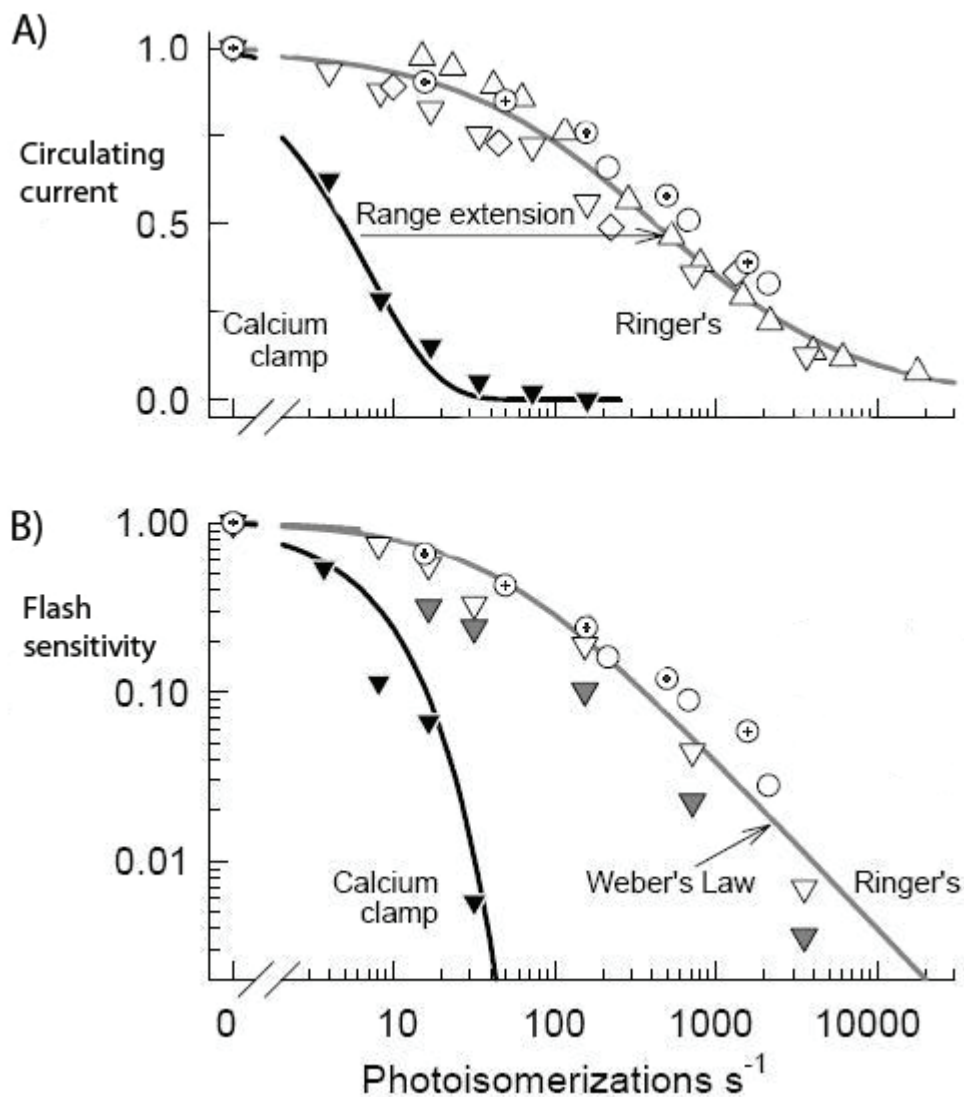 A)
1.0
Circulating
current
Range extension
0.5
Calcium
clamp
Ringer's
0.0
B)
1.00
Flash
sensitivity
0.10
0.01
Calcium
clamp
Weber's Law
Ringer's
0 10 100 1000 10000
Photoisomerizations s⁻¹